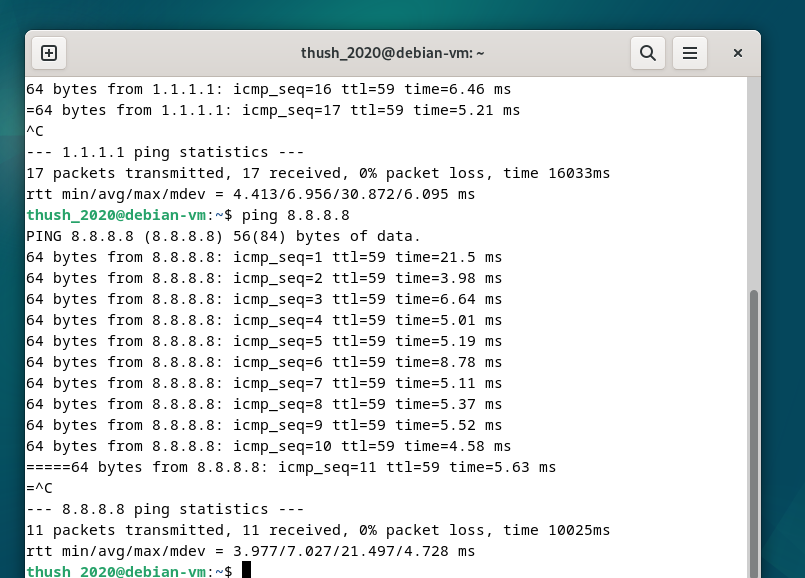 thush_2020@debian-vm: ~
64 bytes from 1.1.1.1: icmp_seq=16 ttl=59 time=6.46 ms
=64 bytes from 1.1.1.1: icmp_seq=17 ttl=59 time=5.21 ms
^C
--- 1.1.1.1 ping statistics ---
17 packets transmitted, 17 received, 0% packet loss, time 16033ms
rtt min/avg/max/mdev = 4.413/6.956/30.872/6.095 ms
thush_2020@debian-vm:~$ ping 8.8.8.8
PING 8.8.8.8 (8.8.8.8) 56(84) bytes of data.
64 bytes from 8.8.8.8: icmp_seq=1 ttl=59 time=21.5 ms
64 bytes from 8.8.8.8: icmp_seq=2 ttl=59 time=3.98 ms
64 bytes from 8.8.8.8: icmp_seq=3 ttl=59 time=6.64 ms
64 bytes from 8.8.8.8: icmp_seq=4 ttl=59 time=5.01 ms
64 bytes from 8.8.8.8: icmp_seq=5 ttl=59 time=5.19 ms
64 bytes from 8.8.8.8: icmp_seq=6 ttl=59 time=8.78 ms
64 bytes from 8.8.8.8: icmp_seq=7 ttl=59 time=5.11 ms
64 bytes from 8.8.8.8: icmp_seq=8 ttl=59 time=5.37 ms
64 bytes from 8.8.8.8: icmp_seq=9 ttl=59 time=5.52 ms
64 bytes from 8.8.8.8: icmp_seq=10 ttl=59 time=4.58 ms
=====64 bytes from 8.8.8.8: icmp_seq=11 ttl=59 time=5.63 ms
=^C
--- 8.8.8.8 ping statistics ---
11 packets transmitted, 11 received, 0% packet loss, time 10025ms
rtt min/avg/max/mdev = 3.977/7.027/21.497/4.728 ms
thush_2020@debian-vm:~$